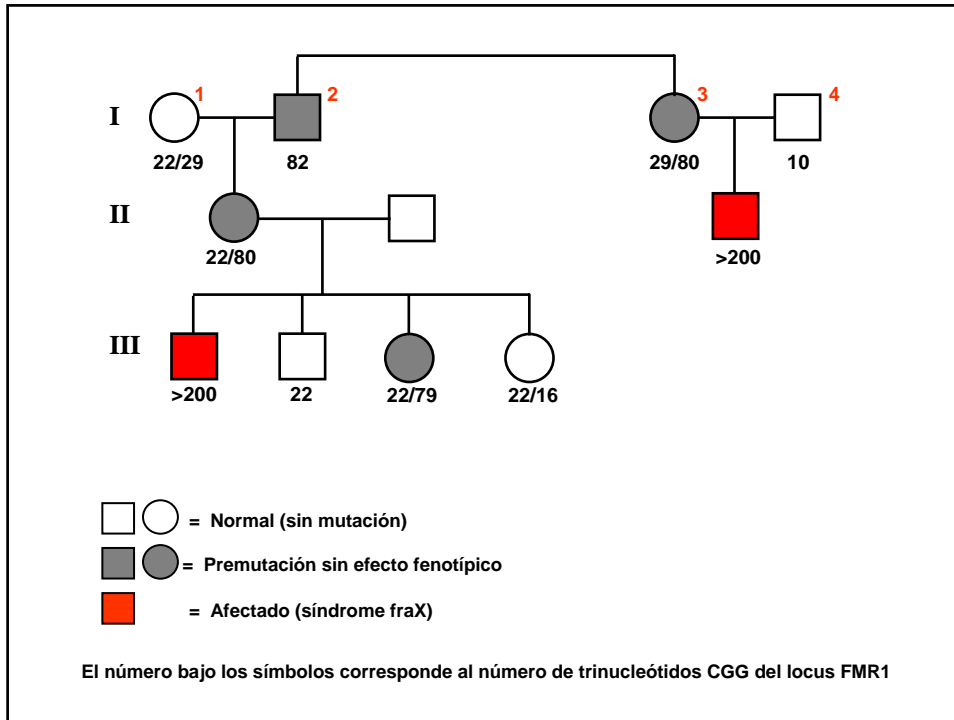 1 2 3 4
I
22/29 82 29/80 10
II
22/80 >200
III
>200 22 22/79 22/16
= Normal (sin mutación)
= Premutación sin efecto fenotípico
= Afectado (síndrome fraX)
El número bajo los símbolos corresponde al número de trinucleótidos CGG del locus FMR1